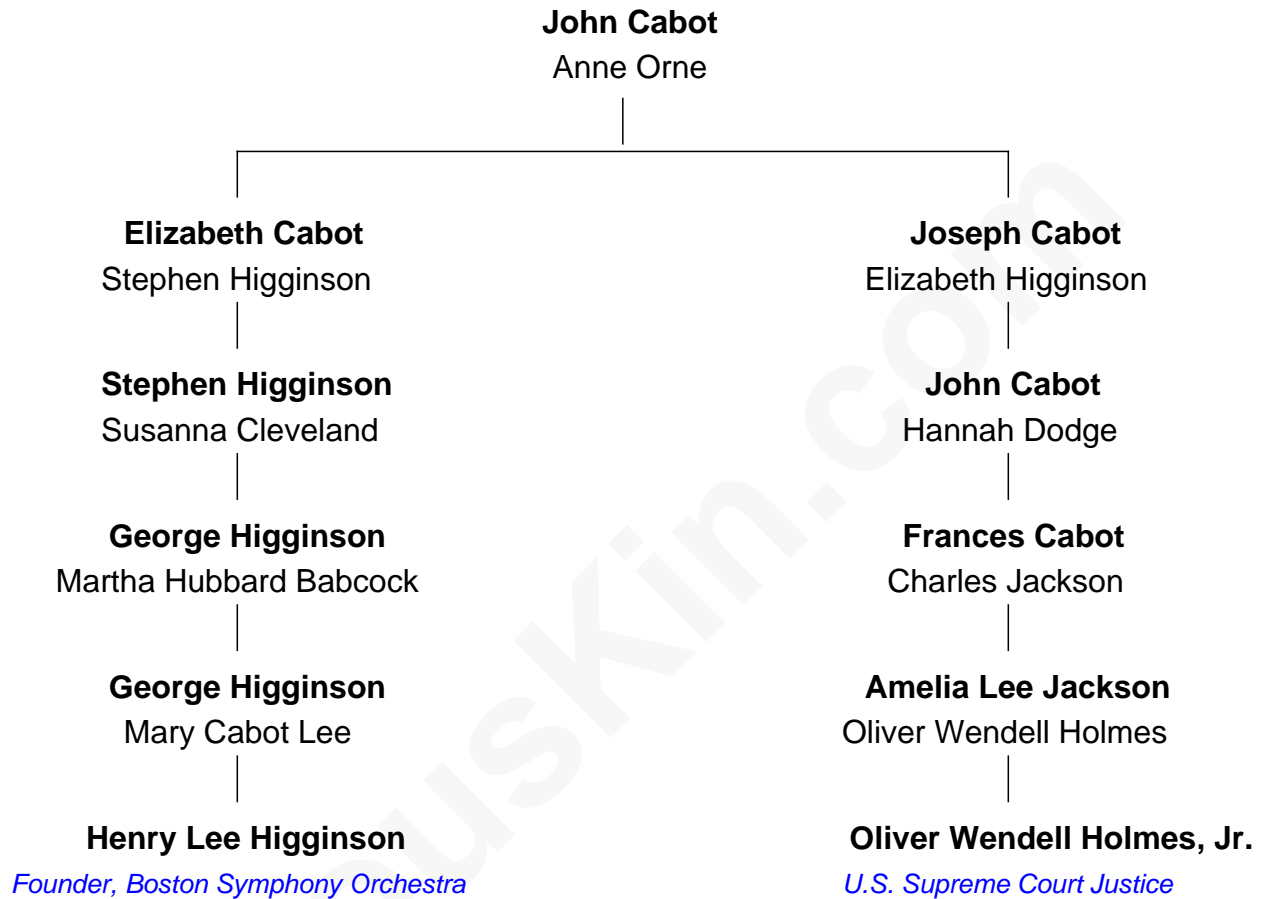 John Cabot
Anne Orne
Elizabeth Cabot
Stephen Higginson
Joseph Cabot
Elizabeth Higginson
Stephen Higginson
Susanna Cleveland
John Cabot
Hannah Dodge
George Higginson
Martha Hubbard Babcock
Frances Cabot
Charles Jackson
George Higginson
Mary Cabot Lee
Amelia Lee Jackson
Oliver Wendell Holmes
Henry Lee Higginson
Founder, Boston Symphony Orchestra
Oliver Wendell Holmes, Jr.
U.S. Supreme Court Justice
ousKin.com